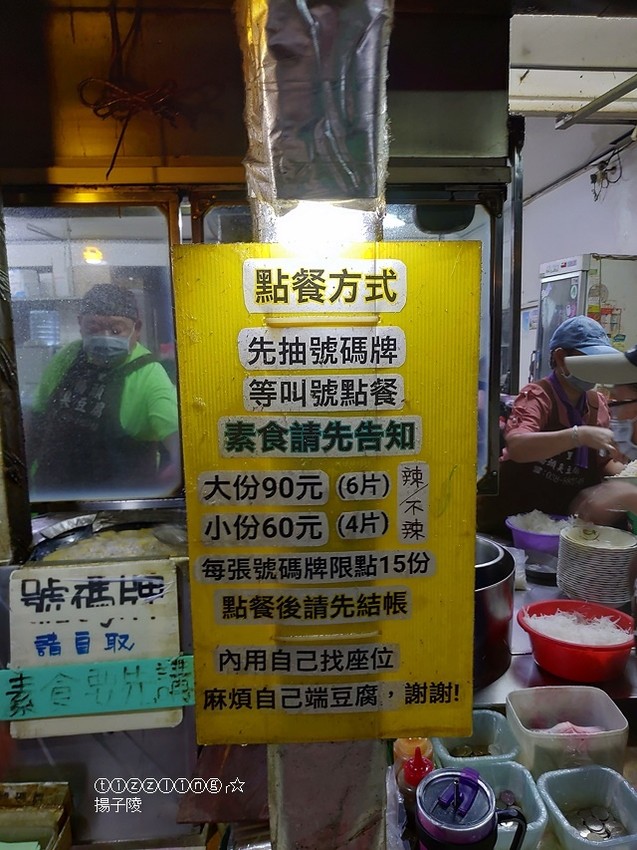 點餐方式
先抽號碼牌
等叫號點餐
素食請先告知
大份90元 (6片)
小份60元 (4片)
辣/不辣
每張號碼牌限點15份
點餐後請先結帳
內用自己找座位
麻煩自己端豆腐，謝謝!
號碼牌
請自取
素食要先講
ⓣⓘⓩⓩⓛⓘⓝⓖ╭☆
揚子陵